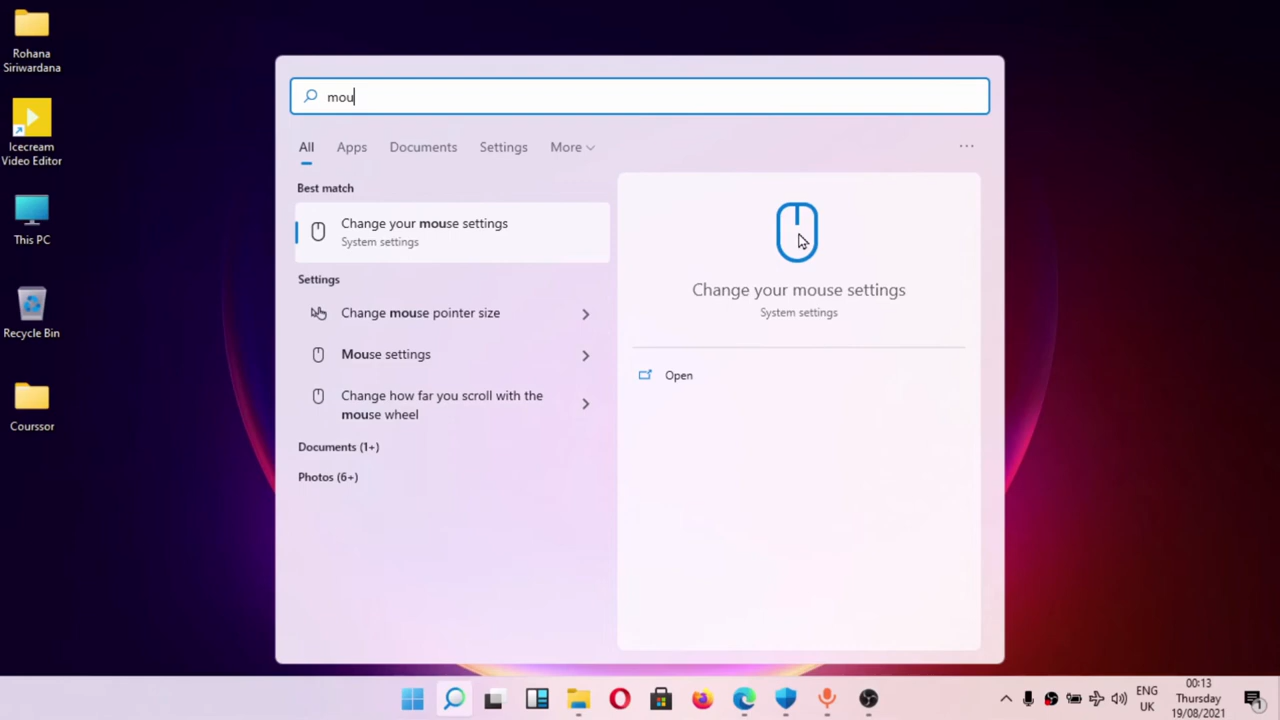 Rohana
Siriwardana
Icecream
Video Editor
This PC
Recycle Bin
Courssor
mou
All
Apps
Documents
Settings
More
Best match
Change your mouse settings
System settings
Settings
Change mouse pointer size
Mouse settings
Change how far you scroll with the
mouse wheel
Documents (1+)
Photos (6+)
Change your mouse settings
System settings
Open
ENG
UK
00:13
Thursday
19/08/2021
1